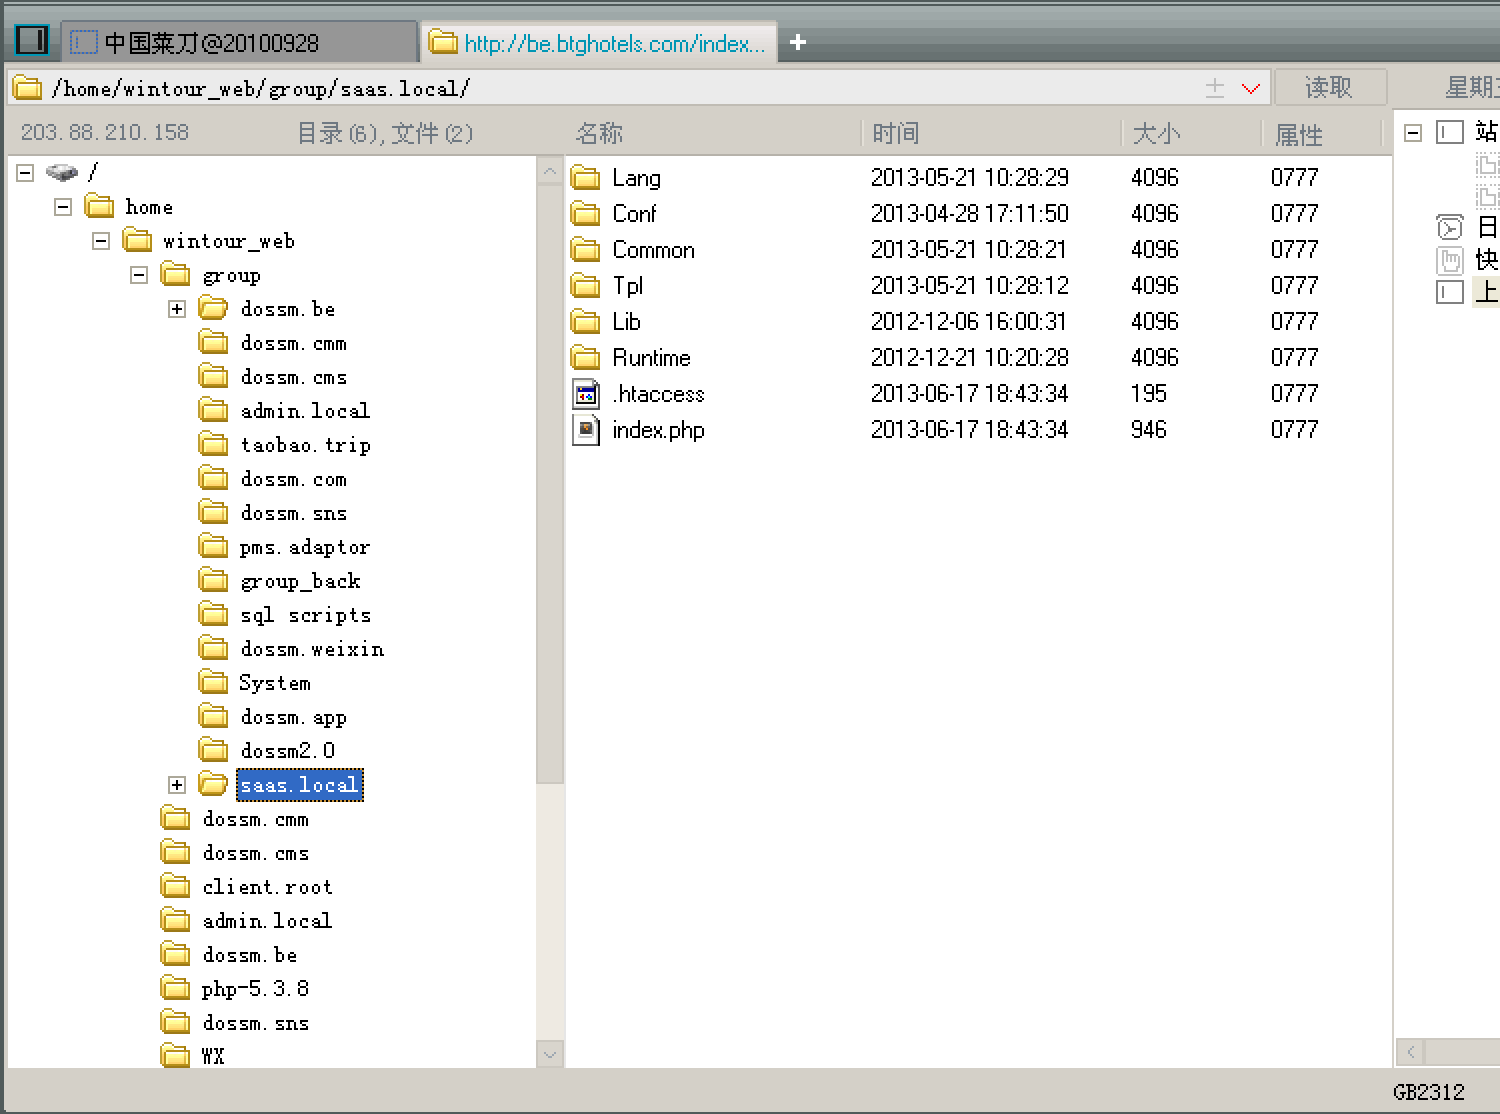 中国菜刀@20100928
http://be.btghotels.com/index...
/home/wintour_web/group/saas.local/
读取
星期五
203.88.210.158
目录(6),文件(2)
名称
时间
大小
属性
站
/
home
wintour_web
group
dossm.be
dossm.cmm
dossm.cms
admin.local
taobao.trip
dossm.com
dossm.sns
pms.adaptor
group_back
sql scripts
dossm.weixin
System
dossm.app
dossm2.0
saas.local
dossm.cmm
dossm.cms
client.root
admin.local
dossm.be
php-5.3.8
dossm.sns
WX
Lang 2013-05-21 10:28:29 4096 0777
Conf 2013-04-28 17:11:50 4096 0777
Common 2013-05-21 10:28:21 4096 0777
Tpl 2013-05-21 10:28:12 4096 0777
Lib 2012-12-06 16:00:31 4096 0777
Runtime 2012-12-21 10:20:28 4096 0777
.htaccess 2013-06-17 18:43:34 195 0777
index.php 2013-06-17 18:43:34 946 0777
日
快
上
GB2312